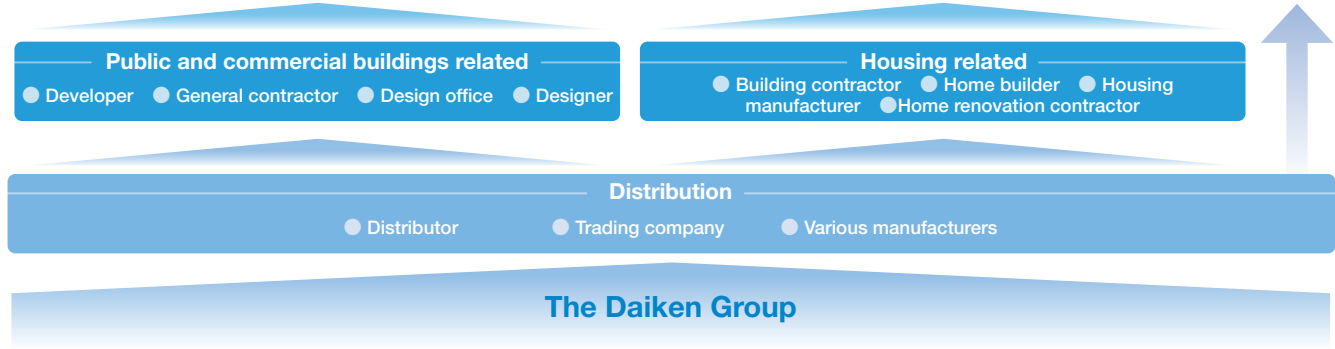 Public and commercial buildings related
Developer General contractor Design office Designer
Housing related
Building contractor Home builder Housing
manufacturer Home renovation contractor
Distribution
Distributor Trading company Various manufacturers
The Daiken Group